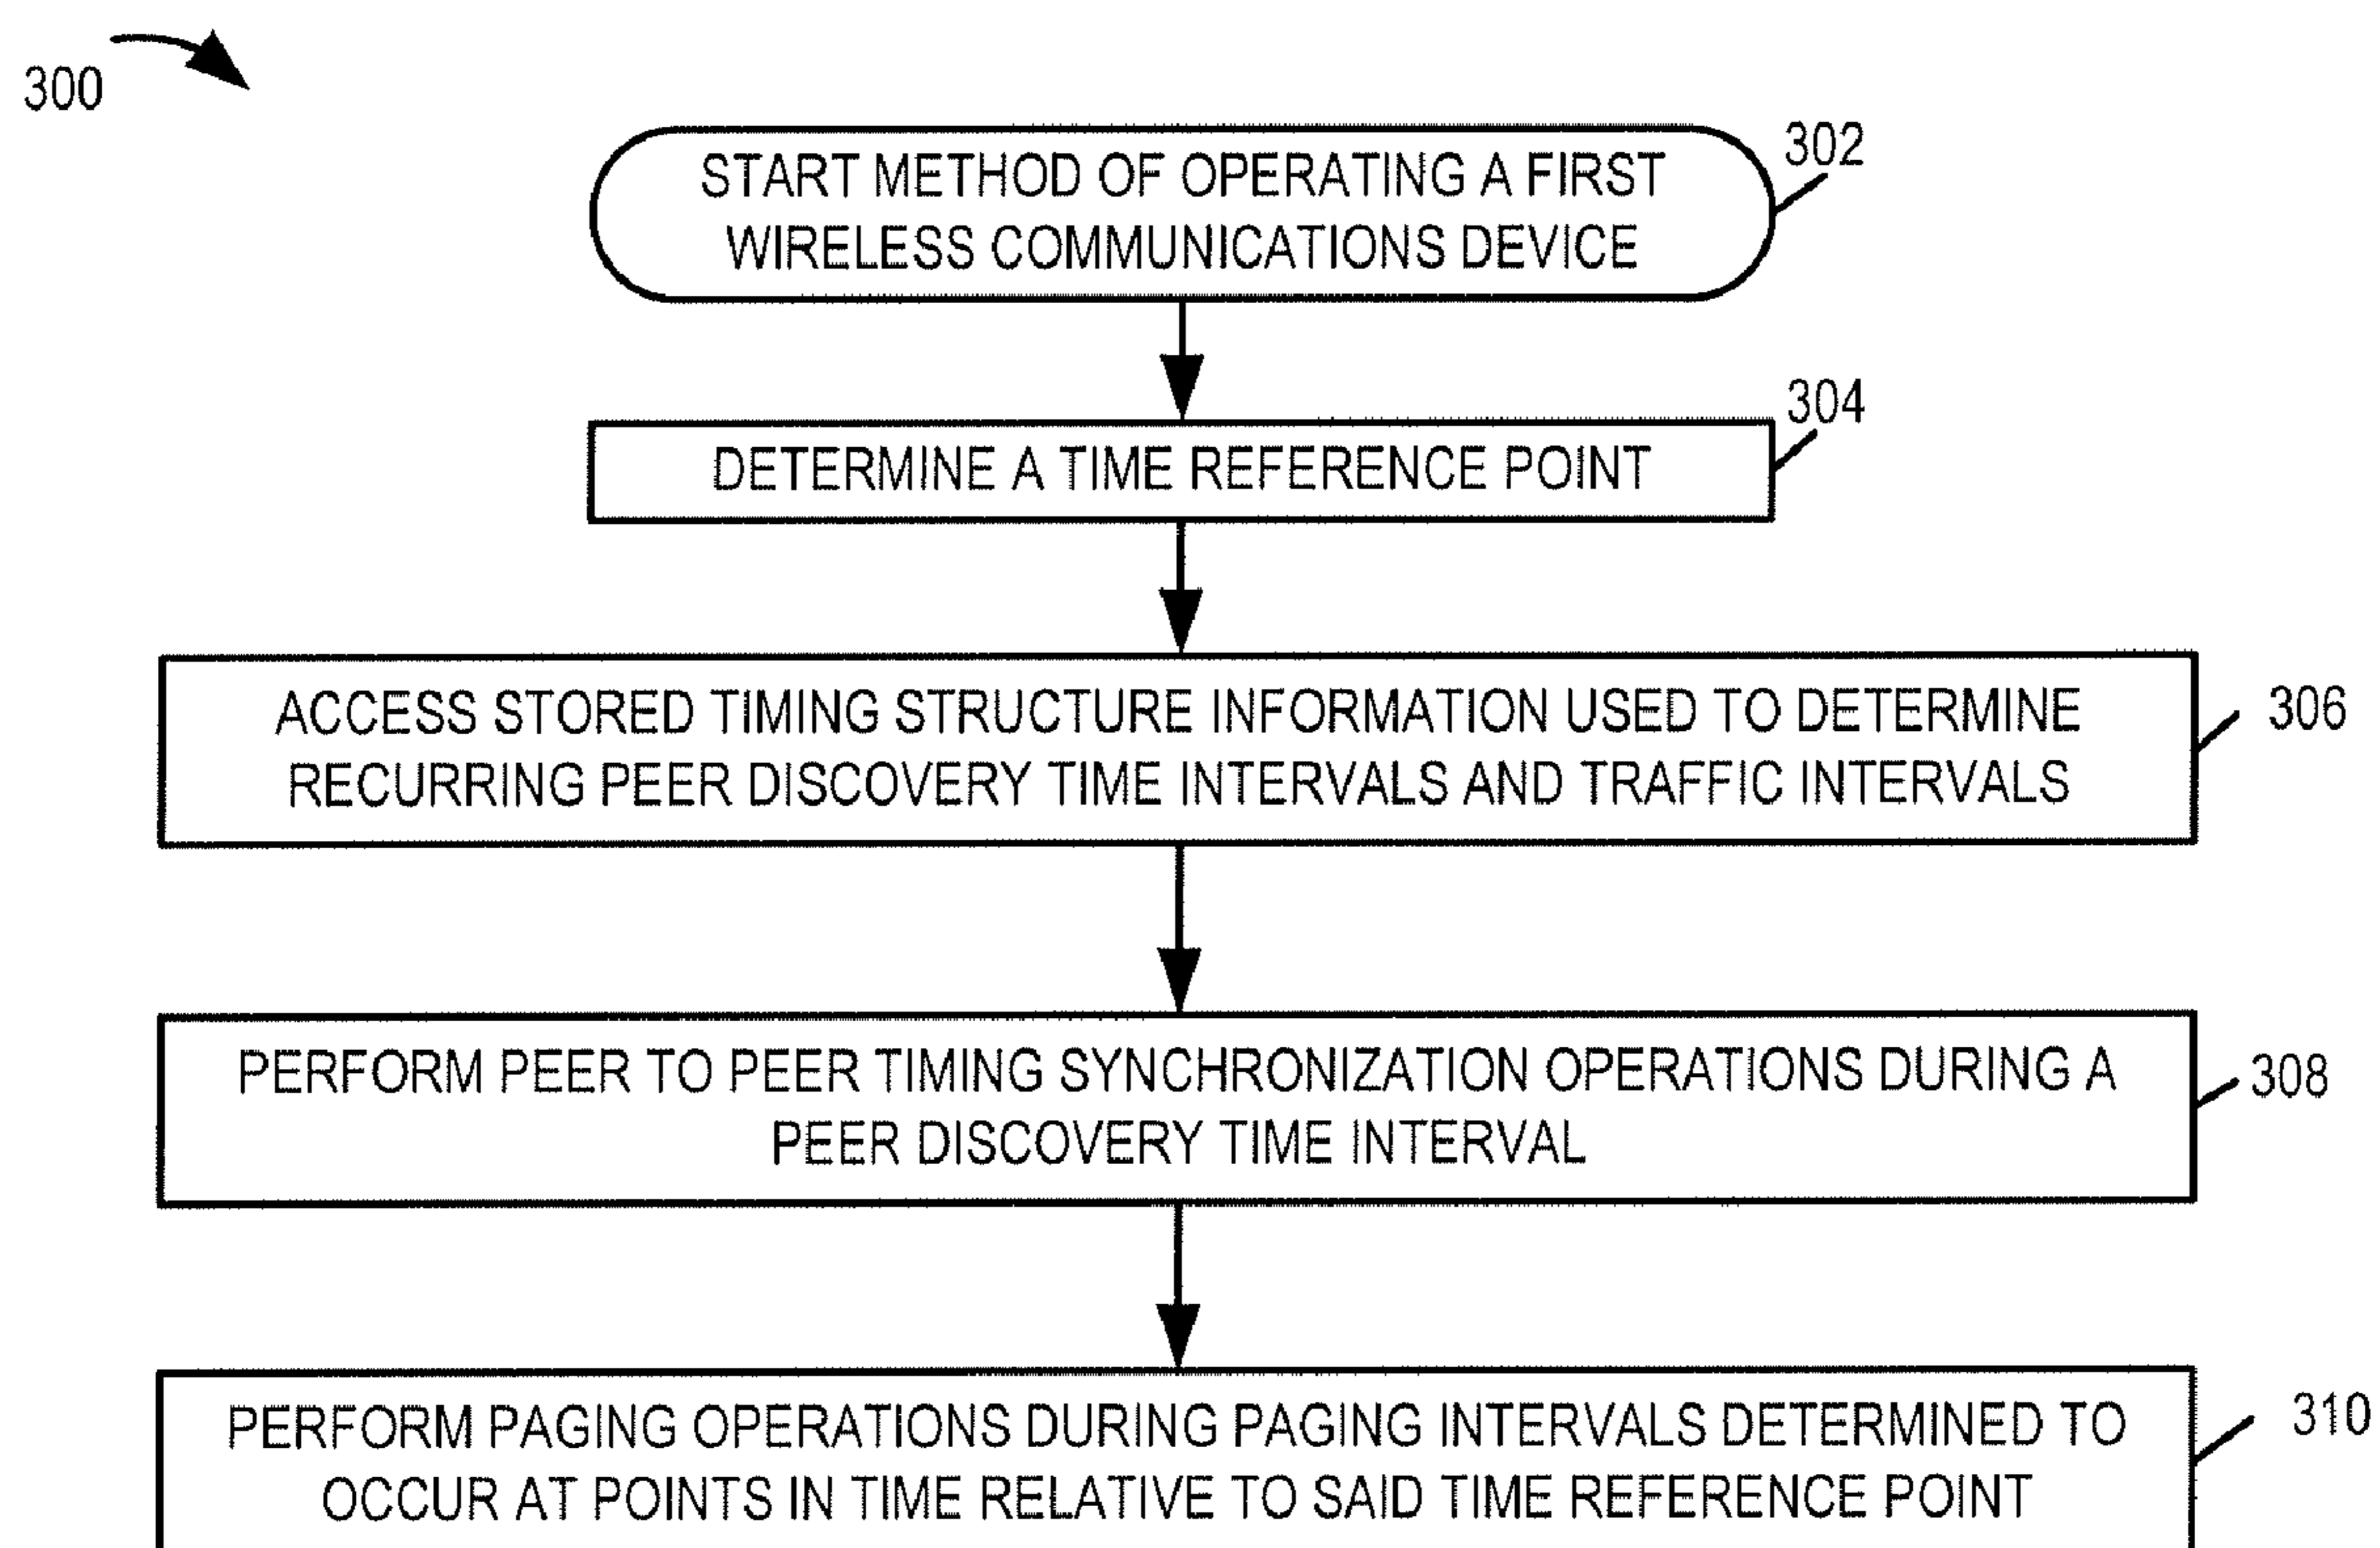 300
START METHOD OF OPERATING A FIRST
WIRELESS COMMUNICATIONS DEVICE
302
DETERMINE A TIME REFERENCE POINT
304
ACCESS STORED TIMING STRUCTURE INFORMATION USED TO DETERMINE
RECURRING PEER DISCOVERY TIME INTERVALS AND TRAFFIC INTERVALS
306
PERFORM PEER TO PEER TIMING SYNCHRONIZATION OPERATIONS DURING A
PEER DISCOVERY TIME INTERVAL
308
PERFORM PAGING OPERATIONS DURING PAGING INTERVALS DETERMINED TO
OCCUR AT POINTS IN TIME RELATIVE TO SAID TIME REFERENCE POINT
310